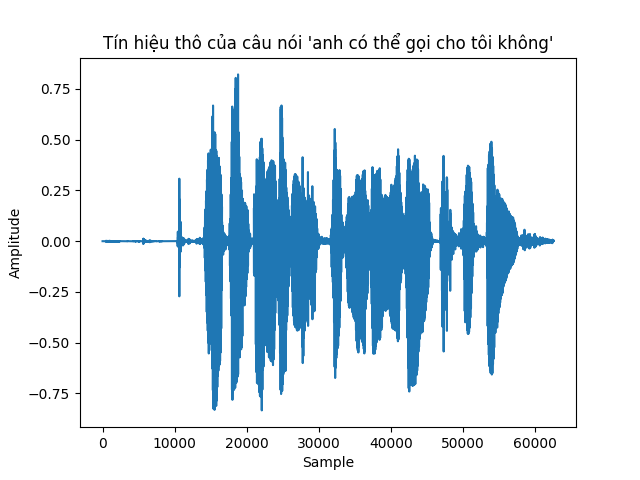 Tín hiệu thô của câu nói 'anh có thể gọi cho tôi không'
0.75
0.50
0.25
0.00
−0.25
−0.50
−0.75
Amplitude
0 10000 20000 30000 40000 50000 60000
Sample